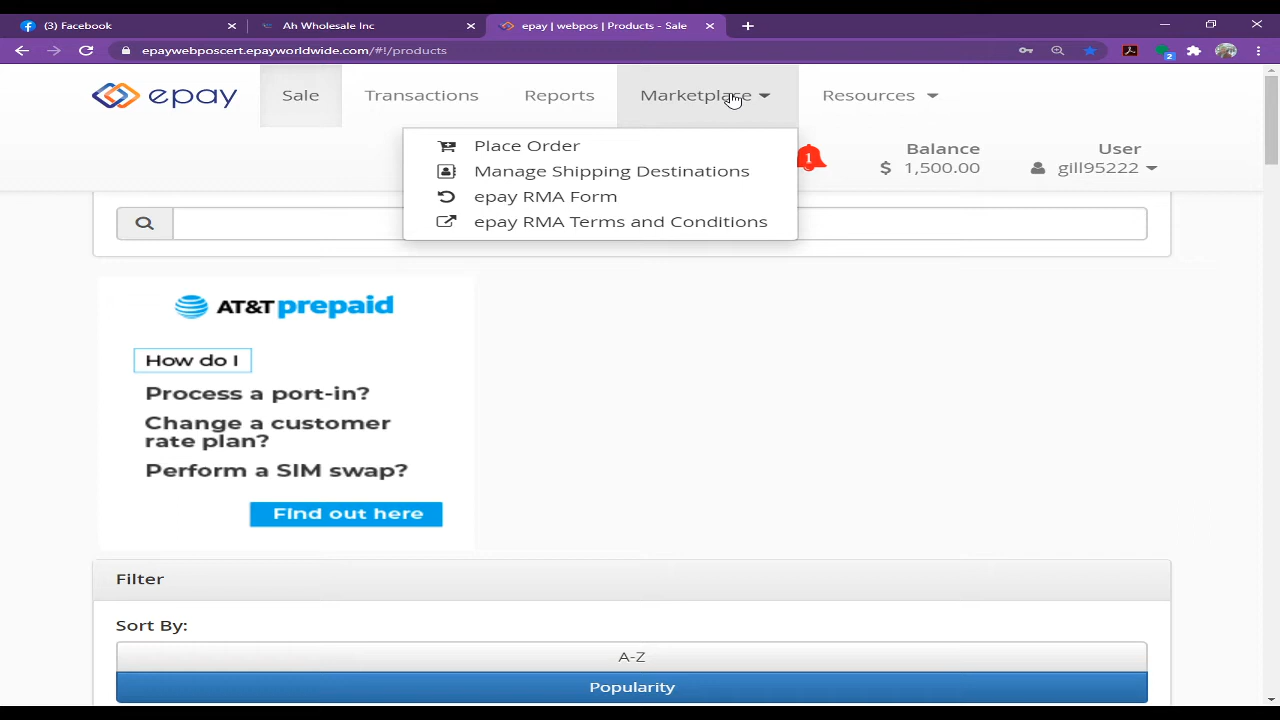 (3) Facebook
Ah Wholesale Inc
epay | webpos | Products - Sale
epaywebposcert.epayworldwide.com/#!/products
2
epay
Sale
Transactions
Reports
Marketplace
Resources
Place Order
Manage Shipping Destinations
epay RMA Form
epay RMA Terms and Conditions
1
Balance
$ 1,500.00
User
gill95222
AT&T prepaid
How do I
Process a port-in?
Change a customer
rate plan?
Perform a SIM swap?
Find out here
Filter
Sort By:
A-Z
Popularity